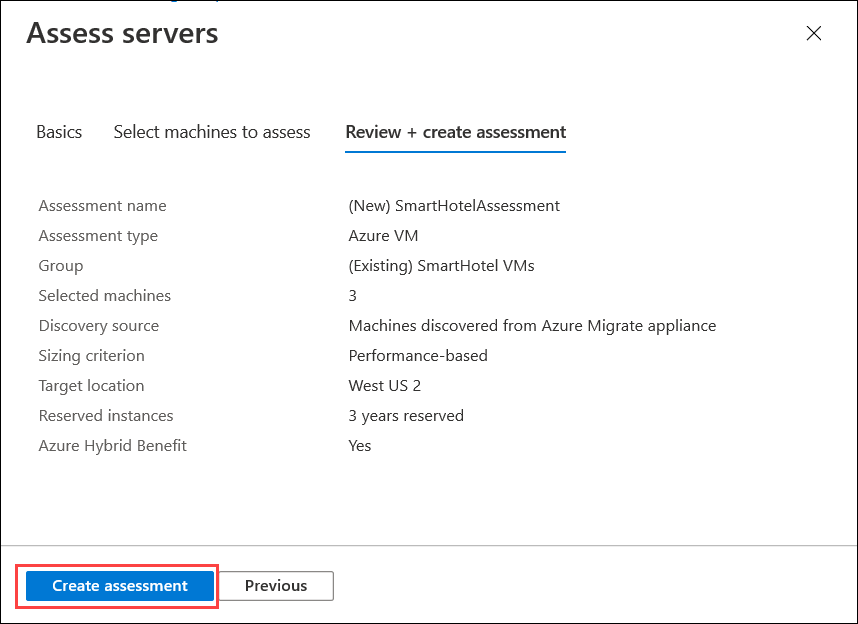 Assess servers
Basics Select machines to assess Review + create assessment
Assessment name (New) SmartHotelAssessment
Assessment type Azure VM
Group (Existing) SmartHotel VMs
Selected machines 3
Discovery source Machines discovered from Azure Migrate appliance
Sizing criterion Performance-based
Target location West US 2
Reserved instances 3 years reserved
Azure Hybrid Benefit Yes
Create assessment Previous